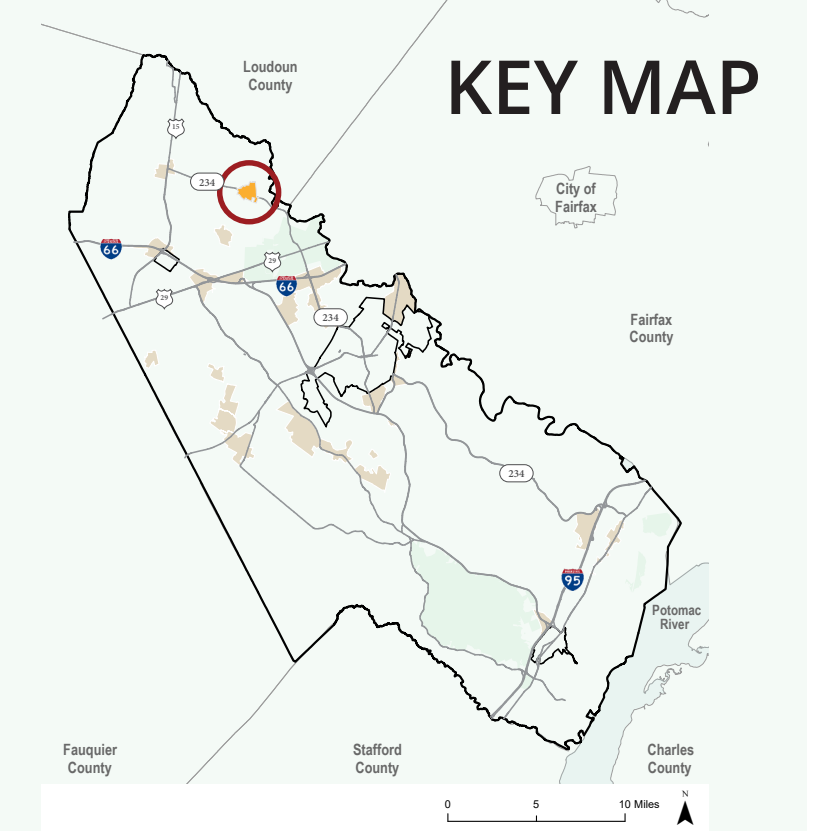 KEY MAP
Loudoun
County
15
234
City of
Fairfax
66
29
66
29
234
Fairfax
County
234
95
Potomac
River
Fauquier
County
Stafford
County
Charles
County
N
0 5 10 Miles